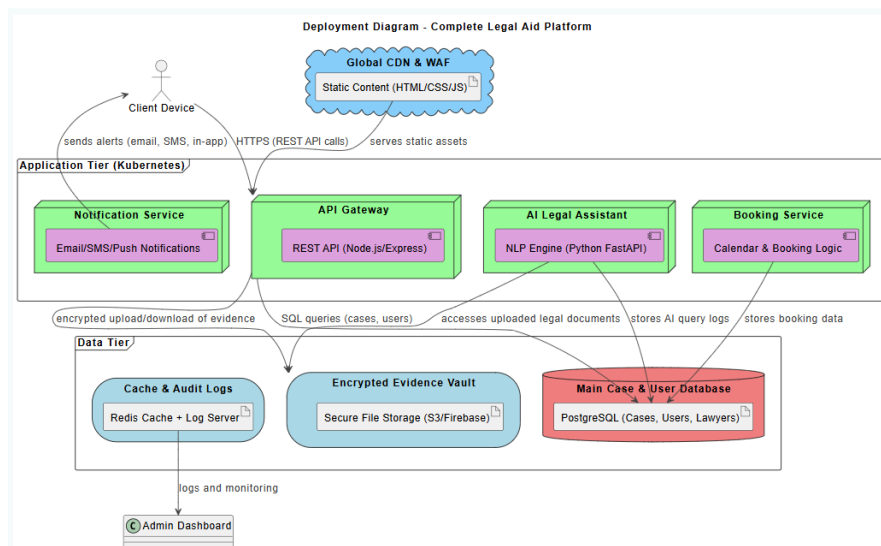 Deployment Diagram - Complete Legal Aid Platform
Global CDN & WAF
Static Content (HTML/CSS/JS)
Client Device
sends alerts (email, SMS, in-app)
HTTPS (REST API calls)
serves static assets
Application Tier (Kubernetes)
Notification Service
Email/SMS/Push Notifications
API Gateway
REST API (Node.js/Express)
AI Legal Assistant
NLP Engine (Python FastAPI)
Booking Service
Calendar & Booking Logic
encrypted upload/download of evidence
SQL queries (cases, users)
accesses uploaded legal documents
stores AI query logs
stores booking data
Data Tier
Cache & Audit Logs
Redis Cache + Log Server
Encrypted Evidence Vault
Secure File Storage (S3/Firebase)
Main Case & User Database
PostgreSQL (Cases, Users, Lawyers)
logs and monitoring
C Admin Dashboard